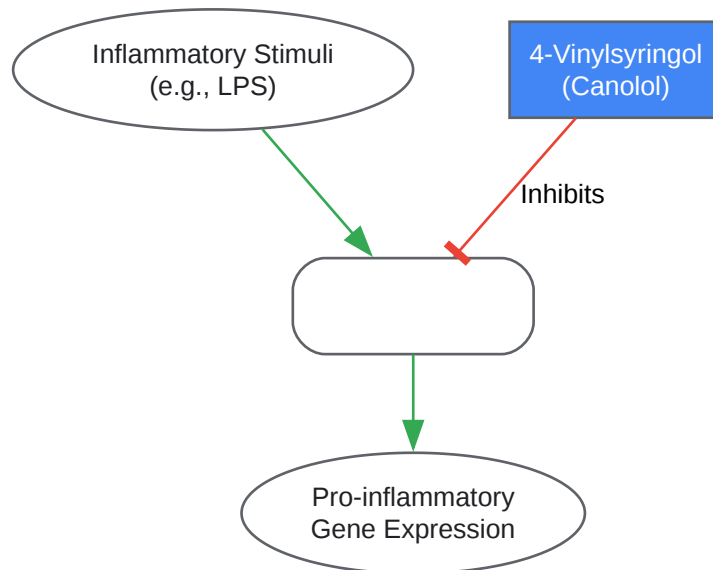 Inflammatory Stimuli
(e.g., LPS)
4-Vinylsyringol
(Canolol)
Inhibits
Pro-inflammatory
Gene Expression